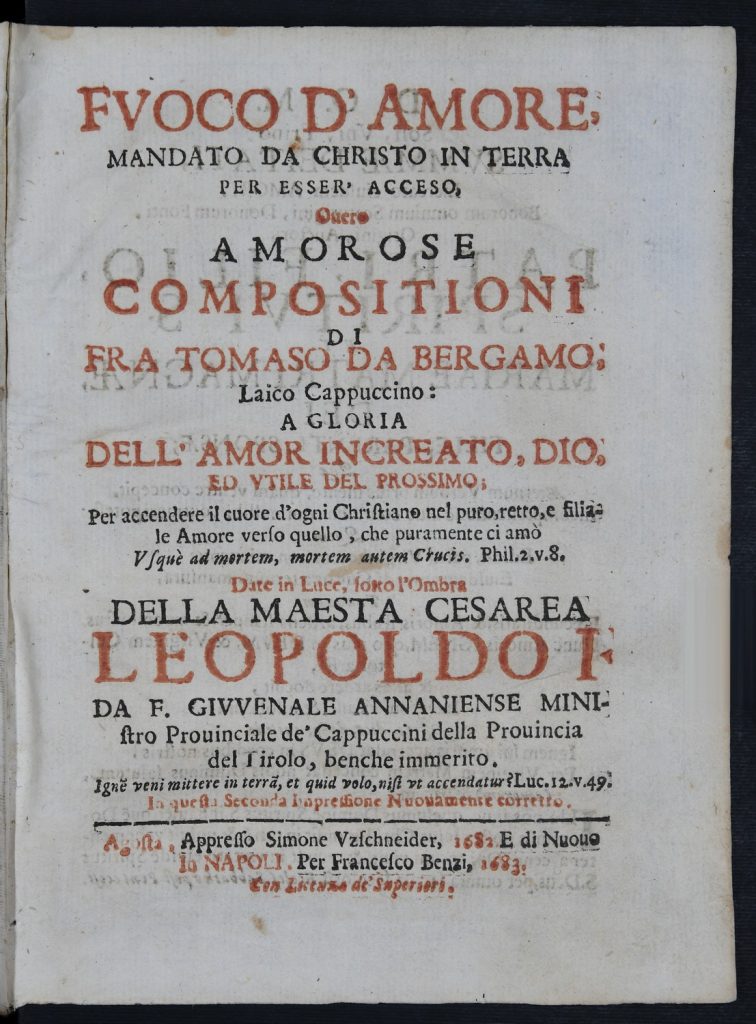 FVOCO D'AMORE,
MANDATO DA CHRISTO IN TERRA
PER ESSER' ACCESO,
Ouero
AMOROSE
COMPOSITIONI
DI
FRA TOMASO DA BERGAMO,
Laico Cappuccino:
A GLORIA
DELL' AMOR INCREATO, DIO,
ED VTILE DEL PROSSIMO;
Per accendere il cuore d'ogni Christiano nel puro, retto, e filia-
le Amore verſo quello, che puramente ci amò
Vſquè ad mortem, mortem autem Crucis. Phil.2.v.8.
Date in Luce, ſotto l'Ombra
DELLA MAESTA CESAREA
LEOPOLDO I.
DA F. GIVVENALE ANNANIENSE MINI-
ſtro Prouinciale de' Cappuccini della Prouincia
del Tirolo, benche immerito.
Ignẽ veni mittere in terrã, et quid volo, niſi vt accendatur? Luc. 12. v. 49.
In queſta Seconda Impreſſione Nuouamente corretto.
Agoſta, Appreſſo Simone Vzſchneider, 1682. E di Nuouo
In NAPOLI. Per Franceſco Benzi, 1683.
Con Licenza de' Superiori.